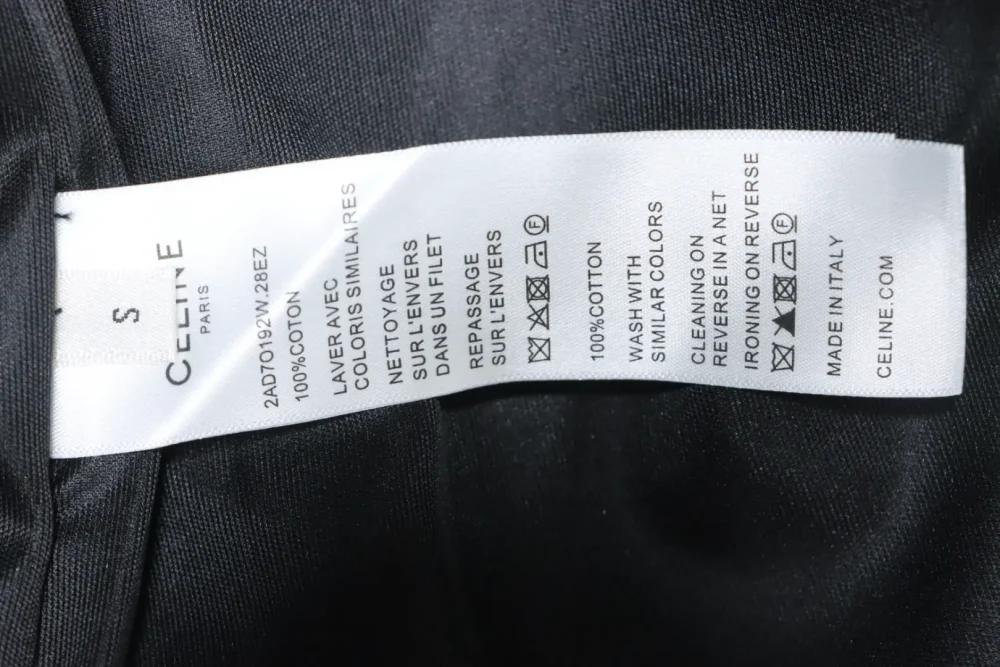 S
CELINE
PARIS
2AD70192W.28EZ
100%COTON
LAVER AVEC
COLORIS SIMILAIRES
NETTOYAGE
SUR L'ENVERS
DANS UN FILET
REPASSAGE
SUR L'ENVERS
F
100%COTTON
WASH WITH
SIMILAR COLORS
CLEANING ON
REVERSE IN A NET
IRONING ON REVERSE
F
MADE IN ITALY
CELINE.COM